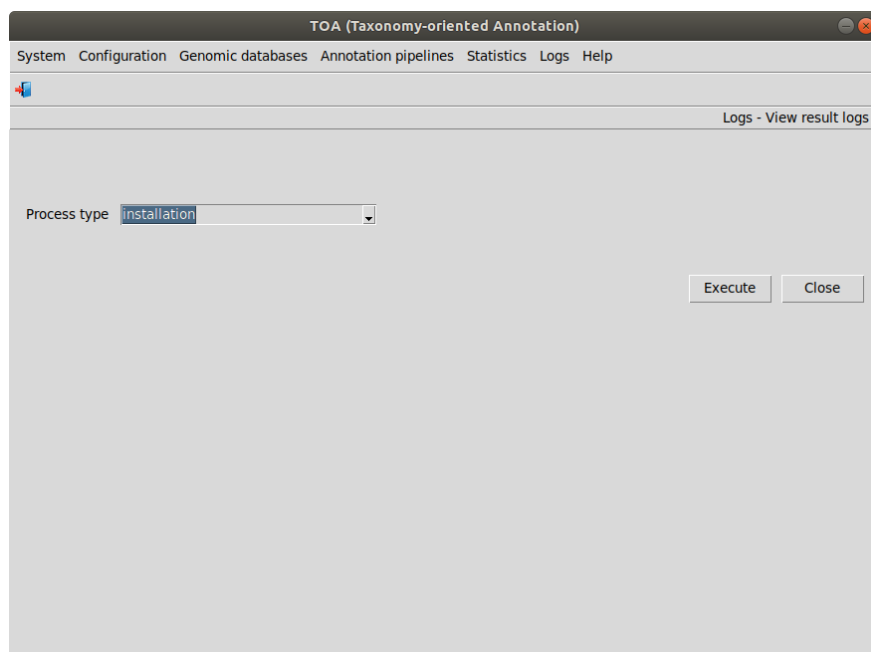 TOA (Taxonomy-oriented Annotation)
System Configuration Genomic databases Annotation pipelines Statistics Logs Help
Logs - View result logs
Process type installation
Execute Close